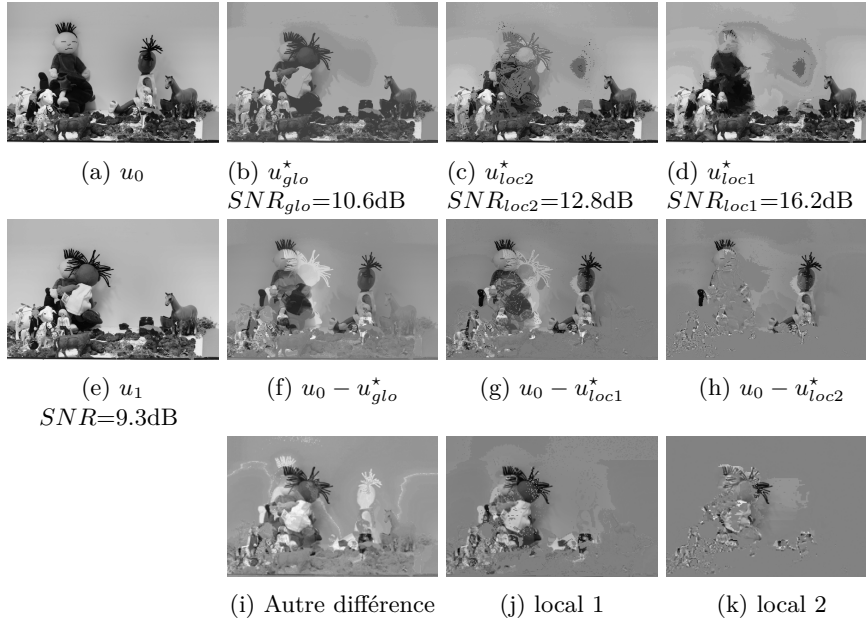 (a) u₀
(b) u⋆glo
SNRglo=10.6dB
(c) u⋆loc2
SNRloc2=12.8dB
(d) u⋆loc1
SNRloc1=16.2dB
(e) u₁
SNR=9.3dB
(f) u₀ − u⋆glo
(g) u₀ − u⋆loc1
(h) u₀ − u⋆loc2
(i) Autre différence
(j) local 1
(k) local 2